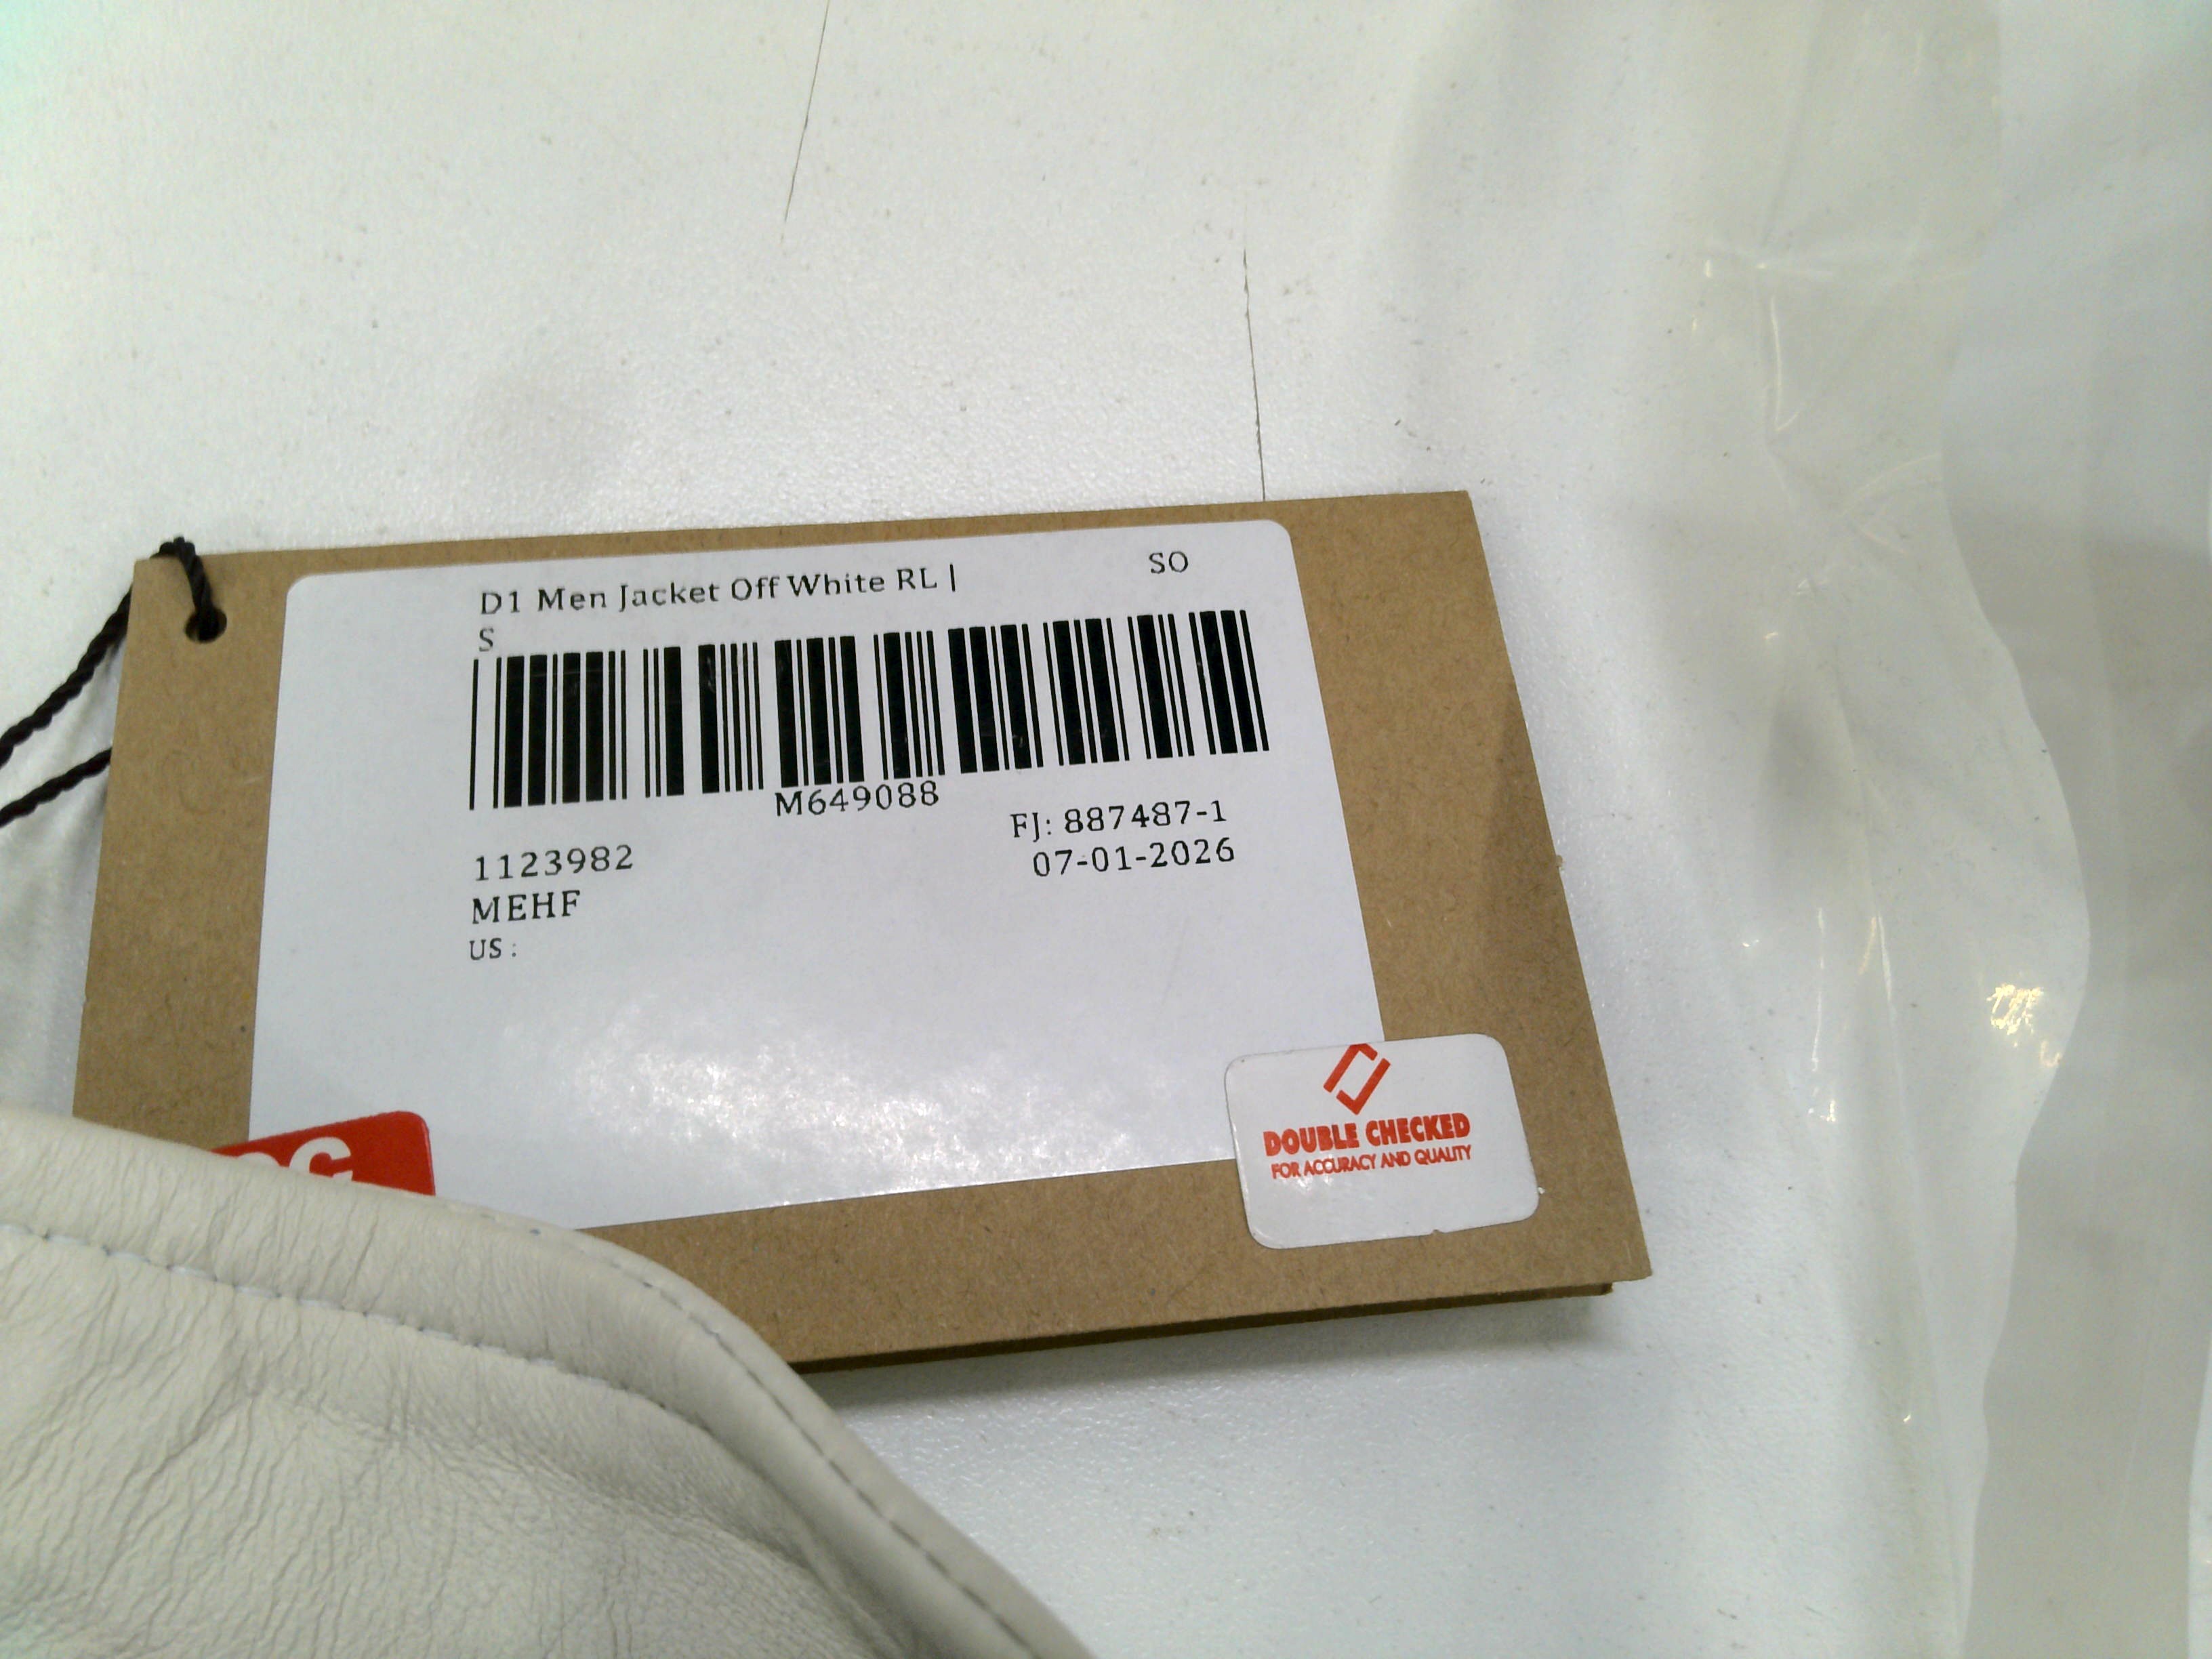 D1 Men Jacket Off White RL |
S
SO
M649088
FJ: 887487-1
07-01-2026
1123982
MEHF
US :
DOUBLE CHECKED
FOR ACCURACY AND QUALITY